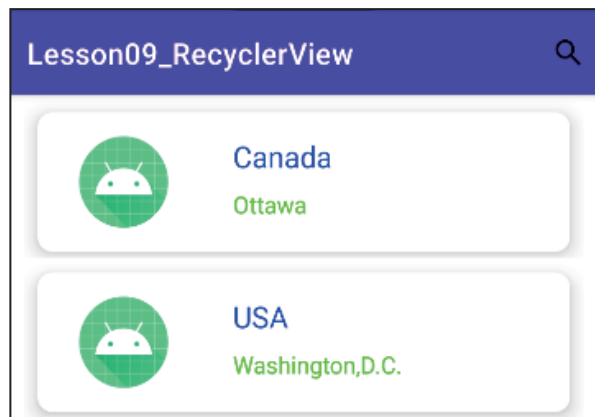 Lesson09_RecyclerView
Canada
Ottawa
USA
Washington,D.C.